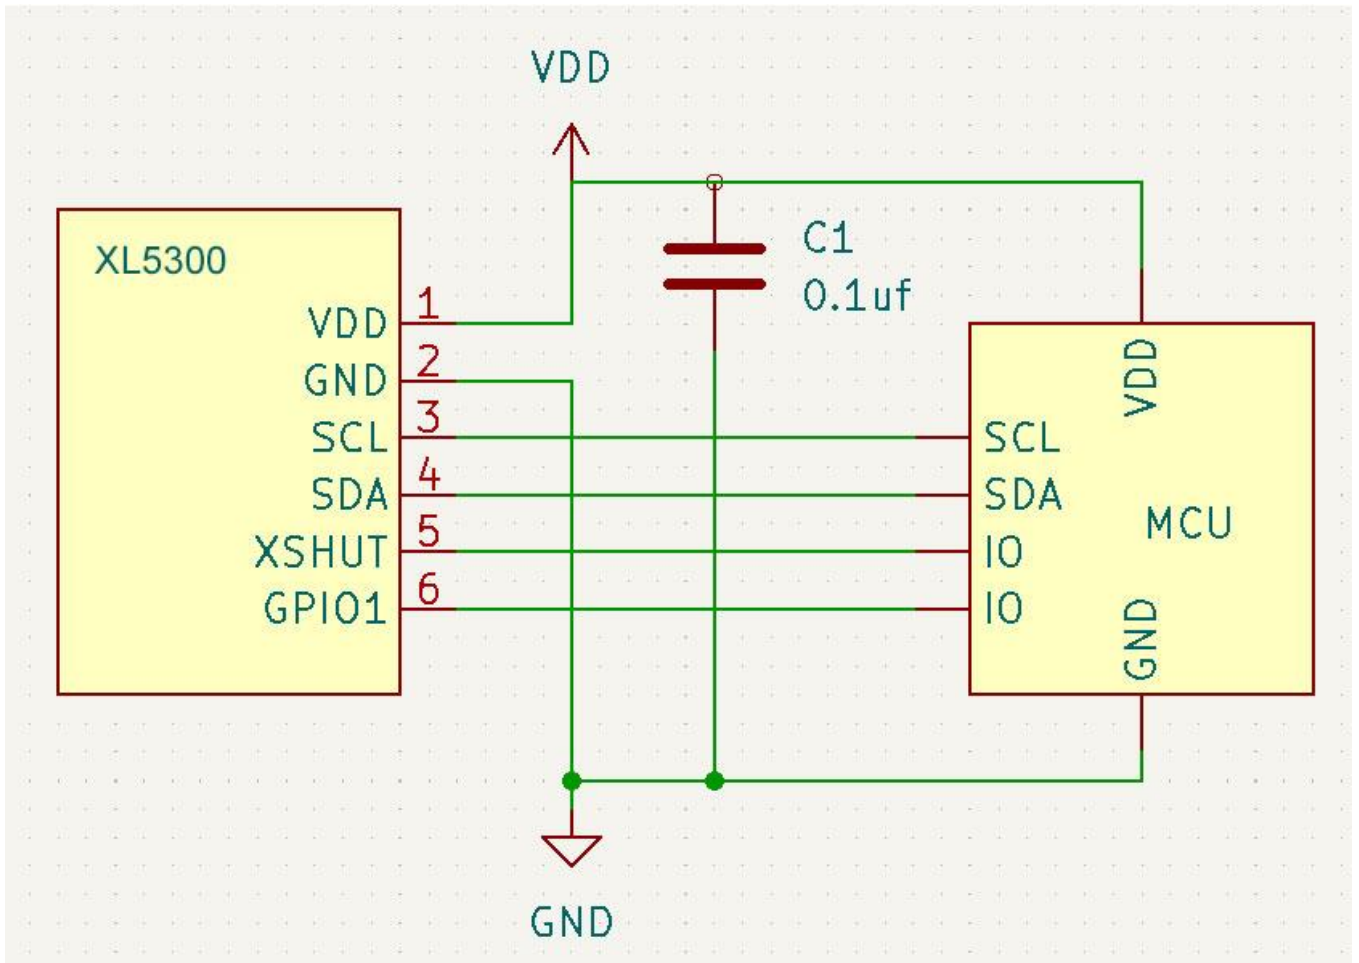 VDD
XL5300
C1
0.1uf
VDD 1
GND 2
SCL 3
SDA 4
XSHUT 5
GPIO1 6
VDD
SCL
SDA
MCU
IO
IO
GND
GND